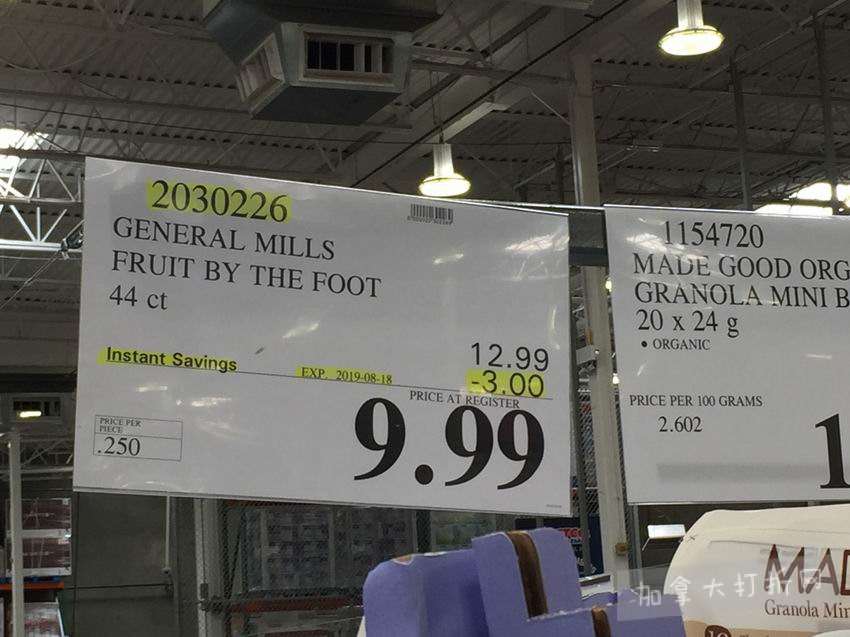 2030226
GENERAL MILLS
FRUIT BY THE FOOT
44 ct
Instant Savings
EXP. 2019-08-18
12.99
-3.00
PRICE AT REGISTER
9.99
PRICE PER
PIECE
.250
1154720
MADE GOOD ORG
GRANOLA MINI B
20 x 24 g
• ORGANIC
PRICE PER 100 GRAMS
2.602
1
MAD
Granola Min
加拿大打折网